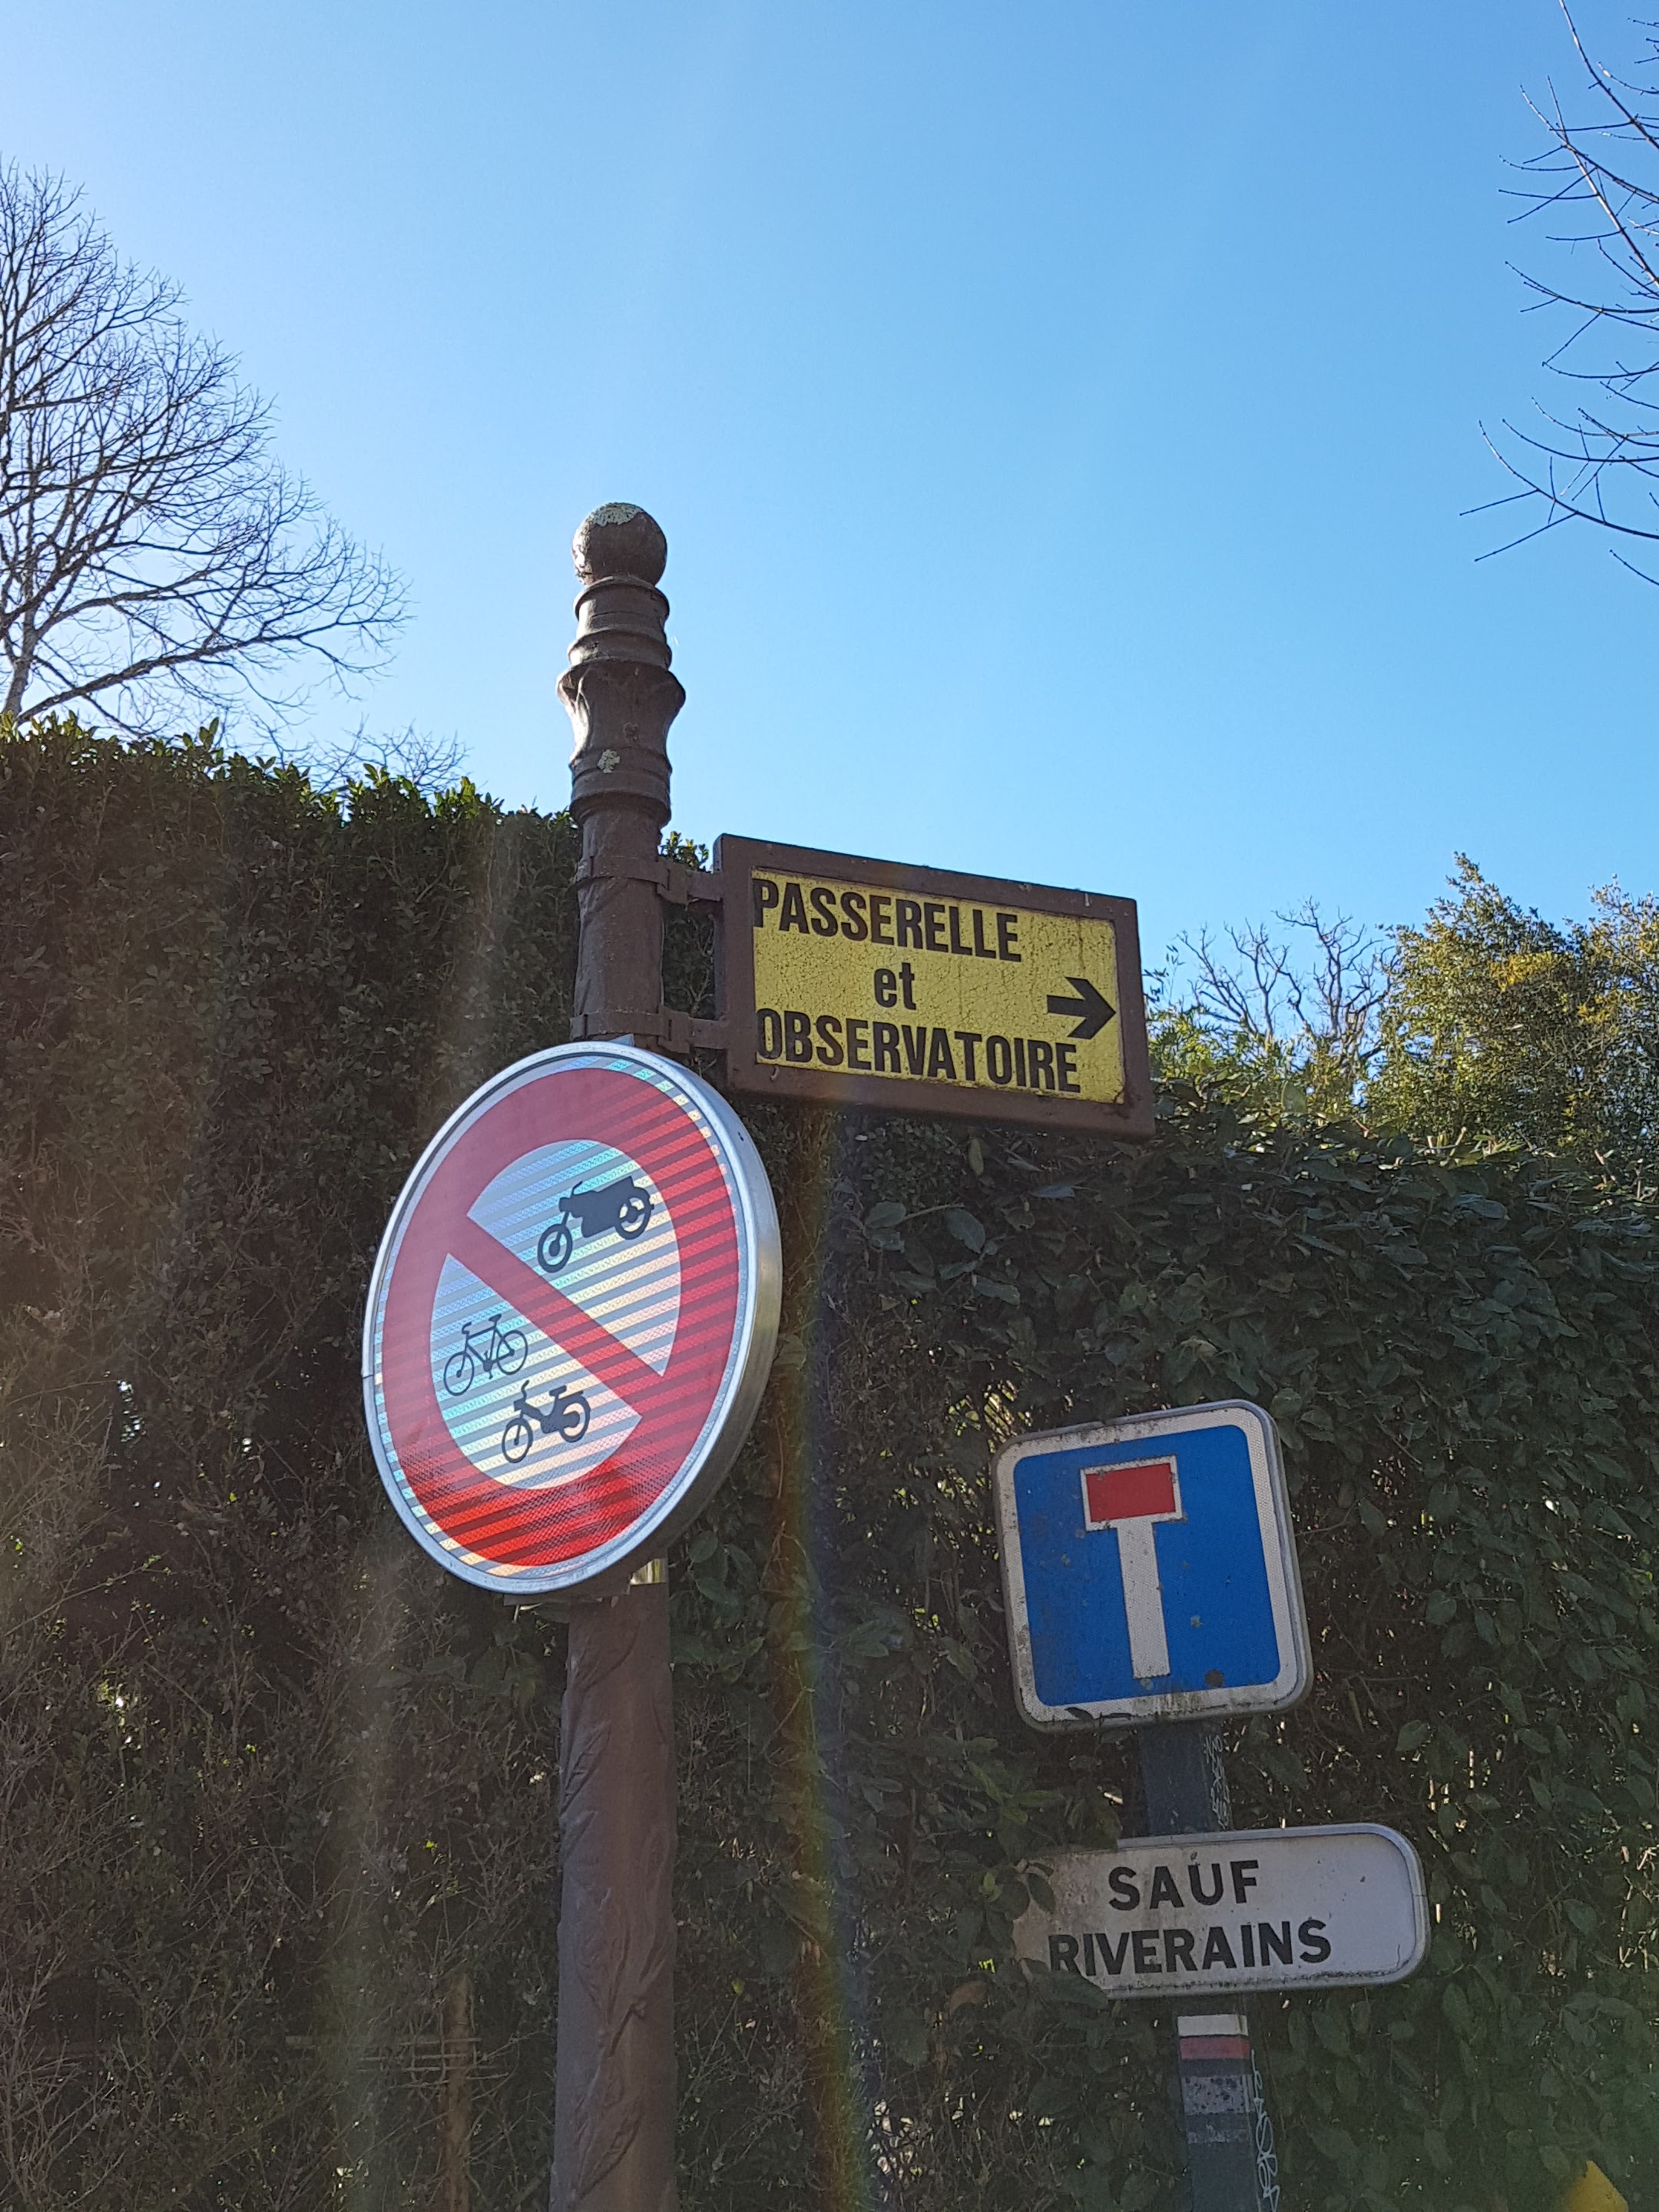 PASSERELLE
et
OBSERVATOIRE
SAUF
RIVERAINS